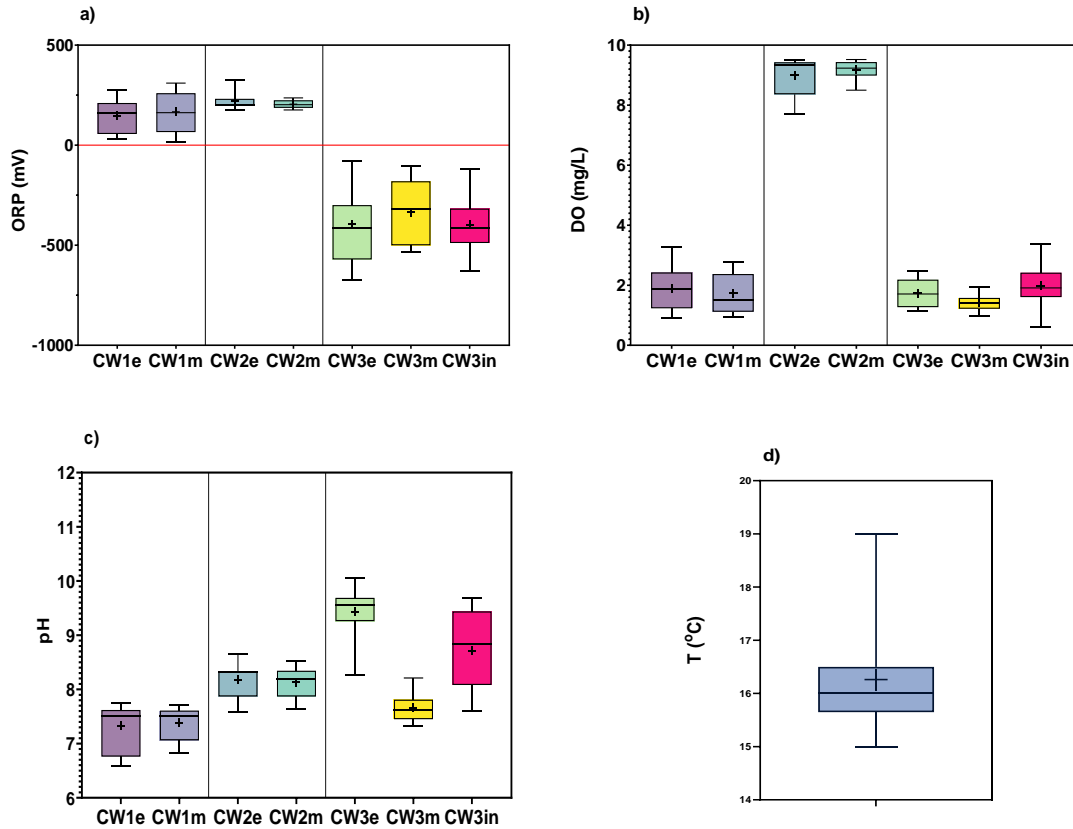 a)
500
0
-500
-1000
ORP (mV)
CW1e CW1m CW2e CW2m CW3e CW3m CW3in
b)
10
8
6
4
2
0
DO (mg/L)
CW1e CW1m CW2e CW2m CW3e CW3m CW3in
c)
12
11
10
9
8
7
6
pH
CW1e CW1m CW2e CW2m CW3e CW3m CW3in
d)
20
19
18
17
16
15
14
T (°C)